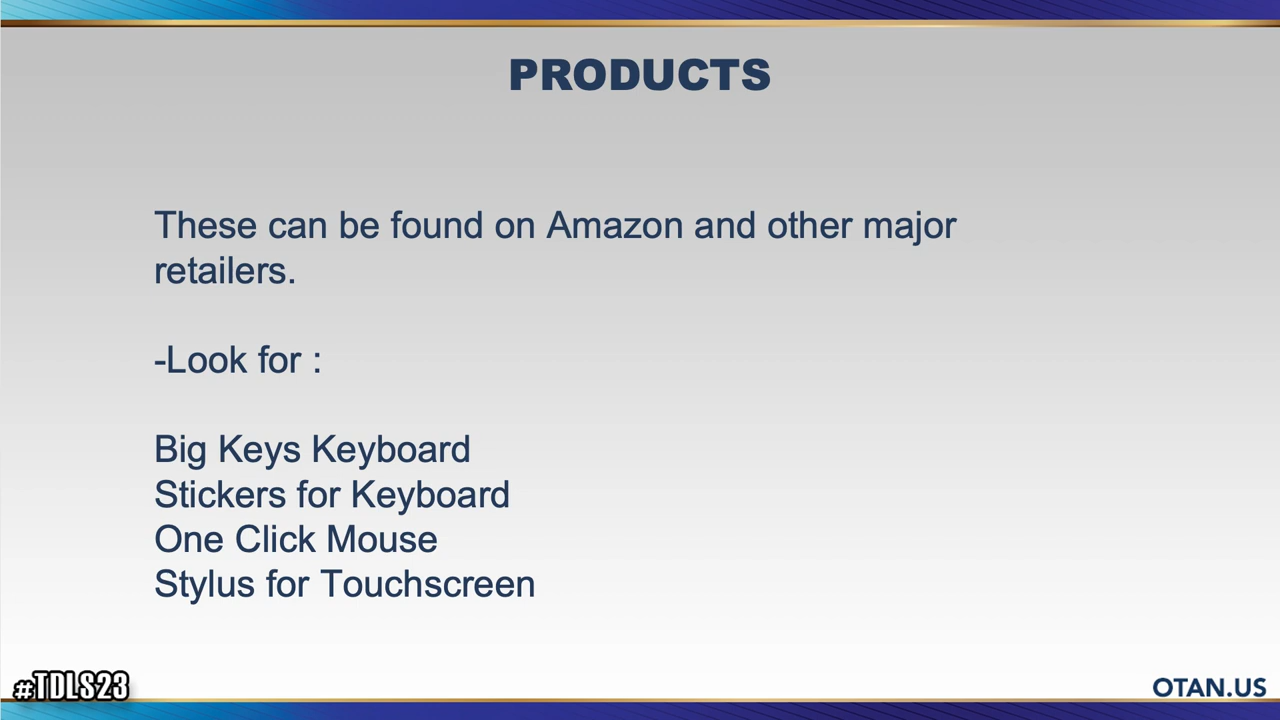 PRODUCTS
These can be found on Amazon and other major
retailers.
-Look for :
Big Keys Keyboard
Stickers for Keyboard
One Click Mouse
Stylus for Touchscreen
#TDLS23
OTAN.US